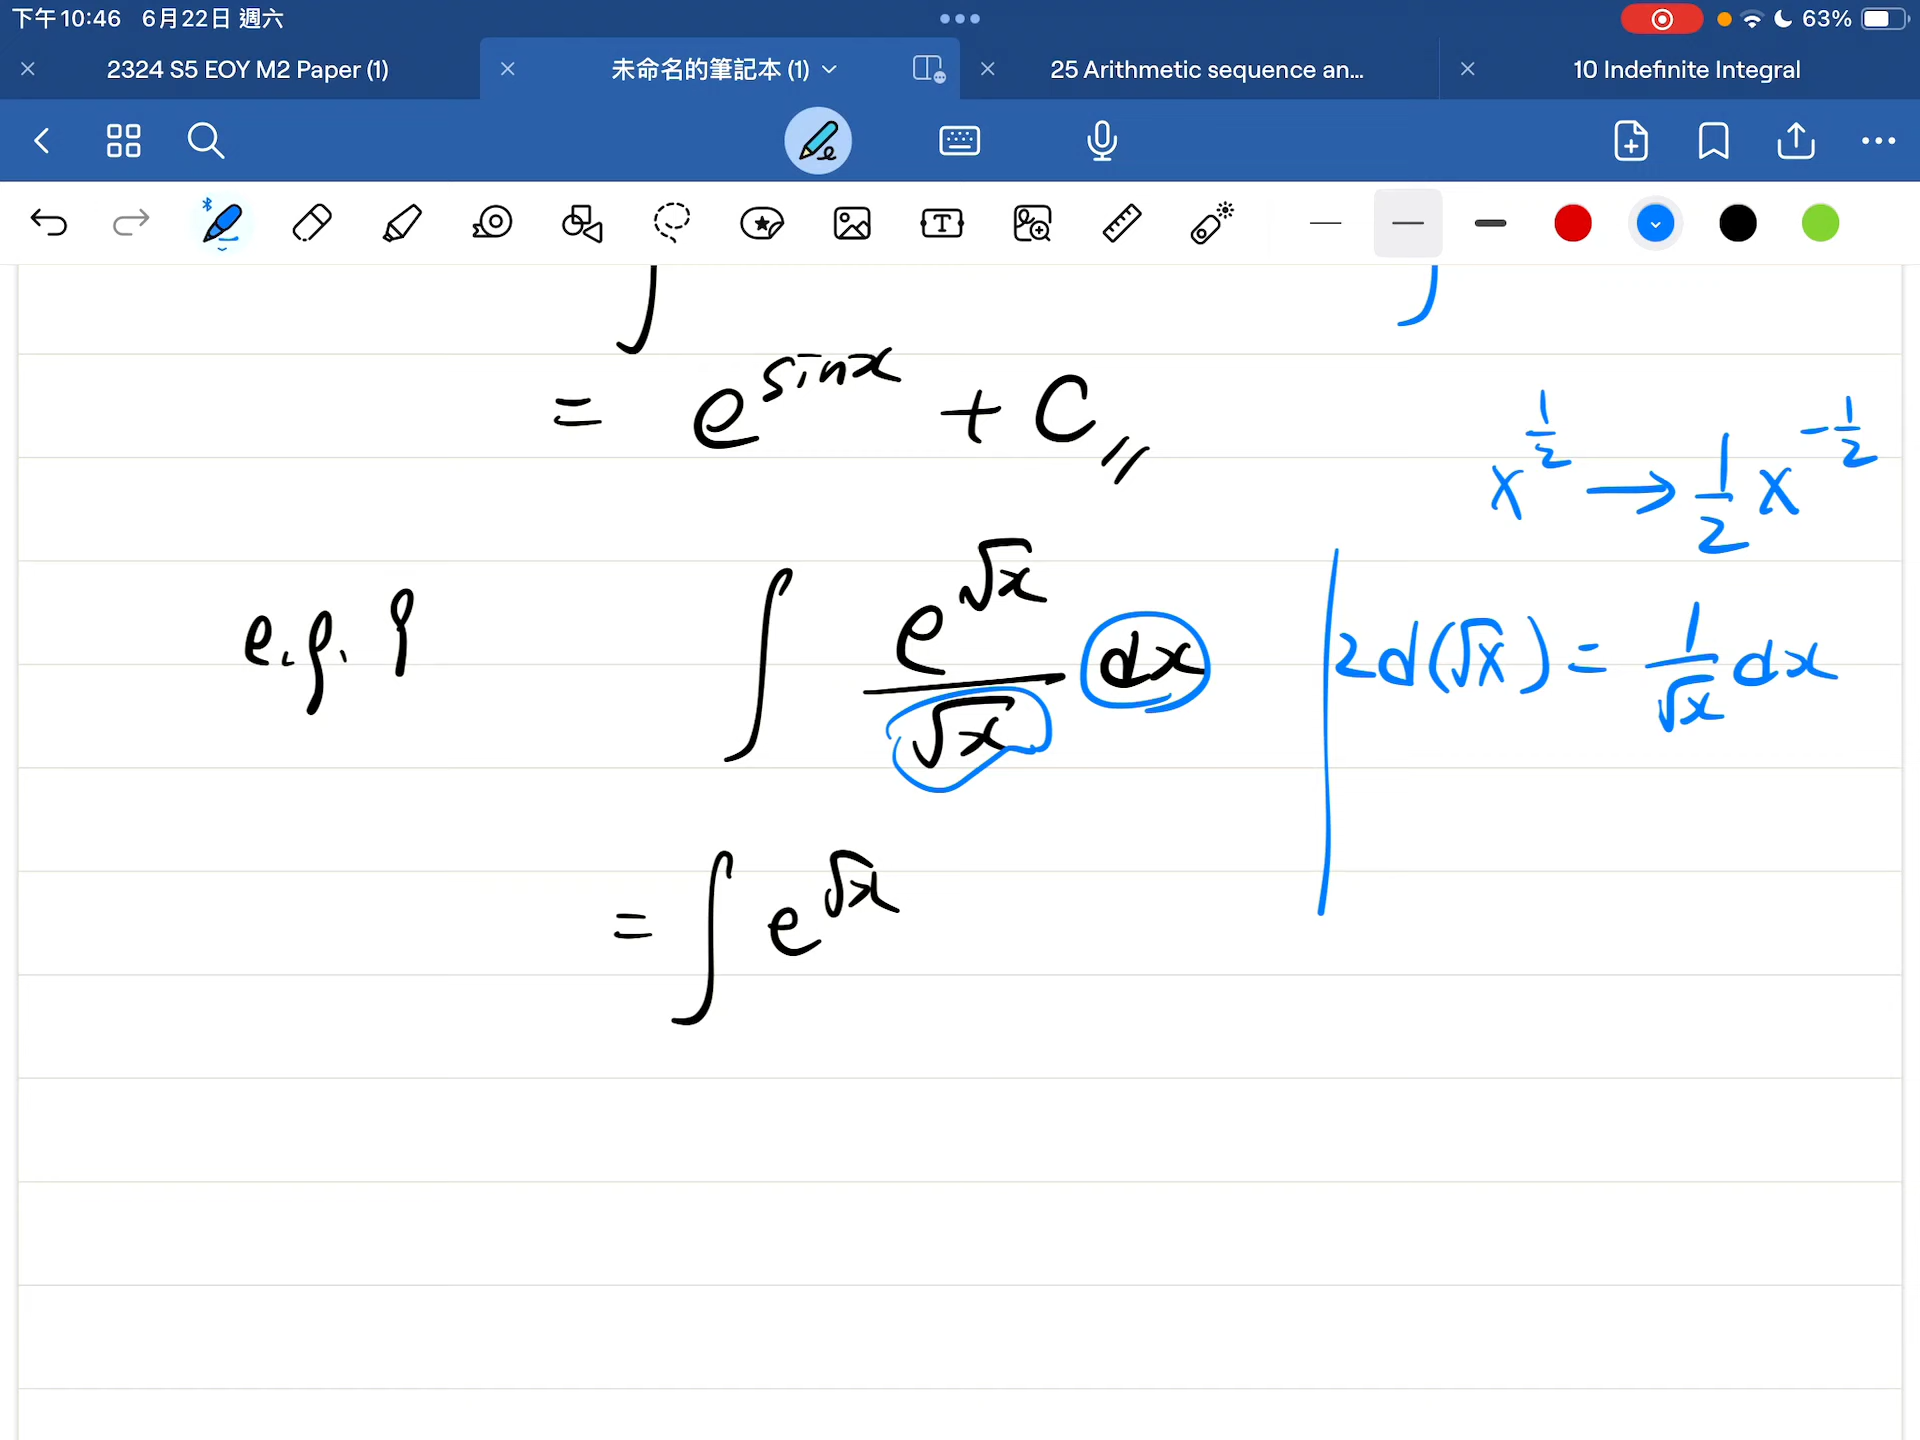 下午10:46 6月22日 週六 63%
2324 S5 EOY M2 Paper (1) 未命名的筆記本 (1) 25 Arithmetic sequence an... 10 Indefinite Integral
∫ ∫
= e^{sinx} + C //
x^{1/2} → 1/2 x^{-1/2}
e.g. 9 ∫ e^{√x}/√x dx | 2d(√x) = 1/√x dx
= ∫ e^{√x}